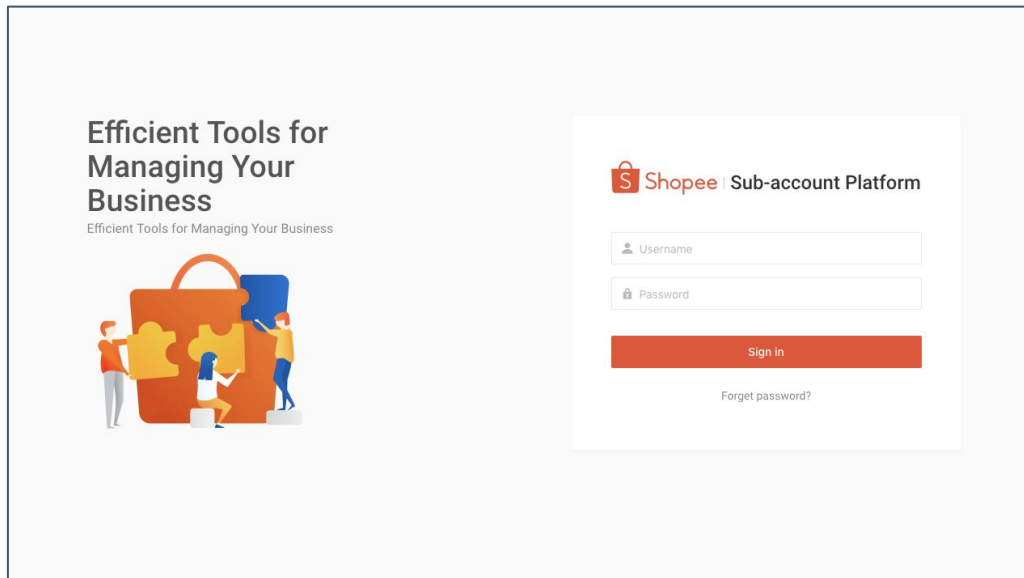 Efficient Tools for
Managing Your
Business
Efficient Tools for Managing Your Business
Shopee | Sub-account Platform
Username
Password
Sign in
Forget password?